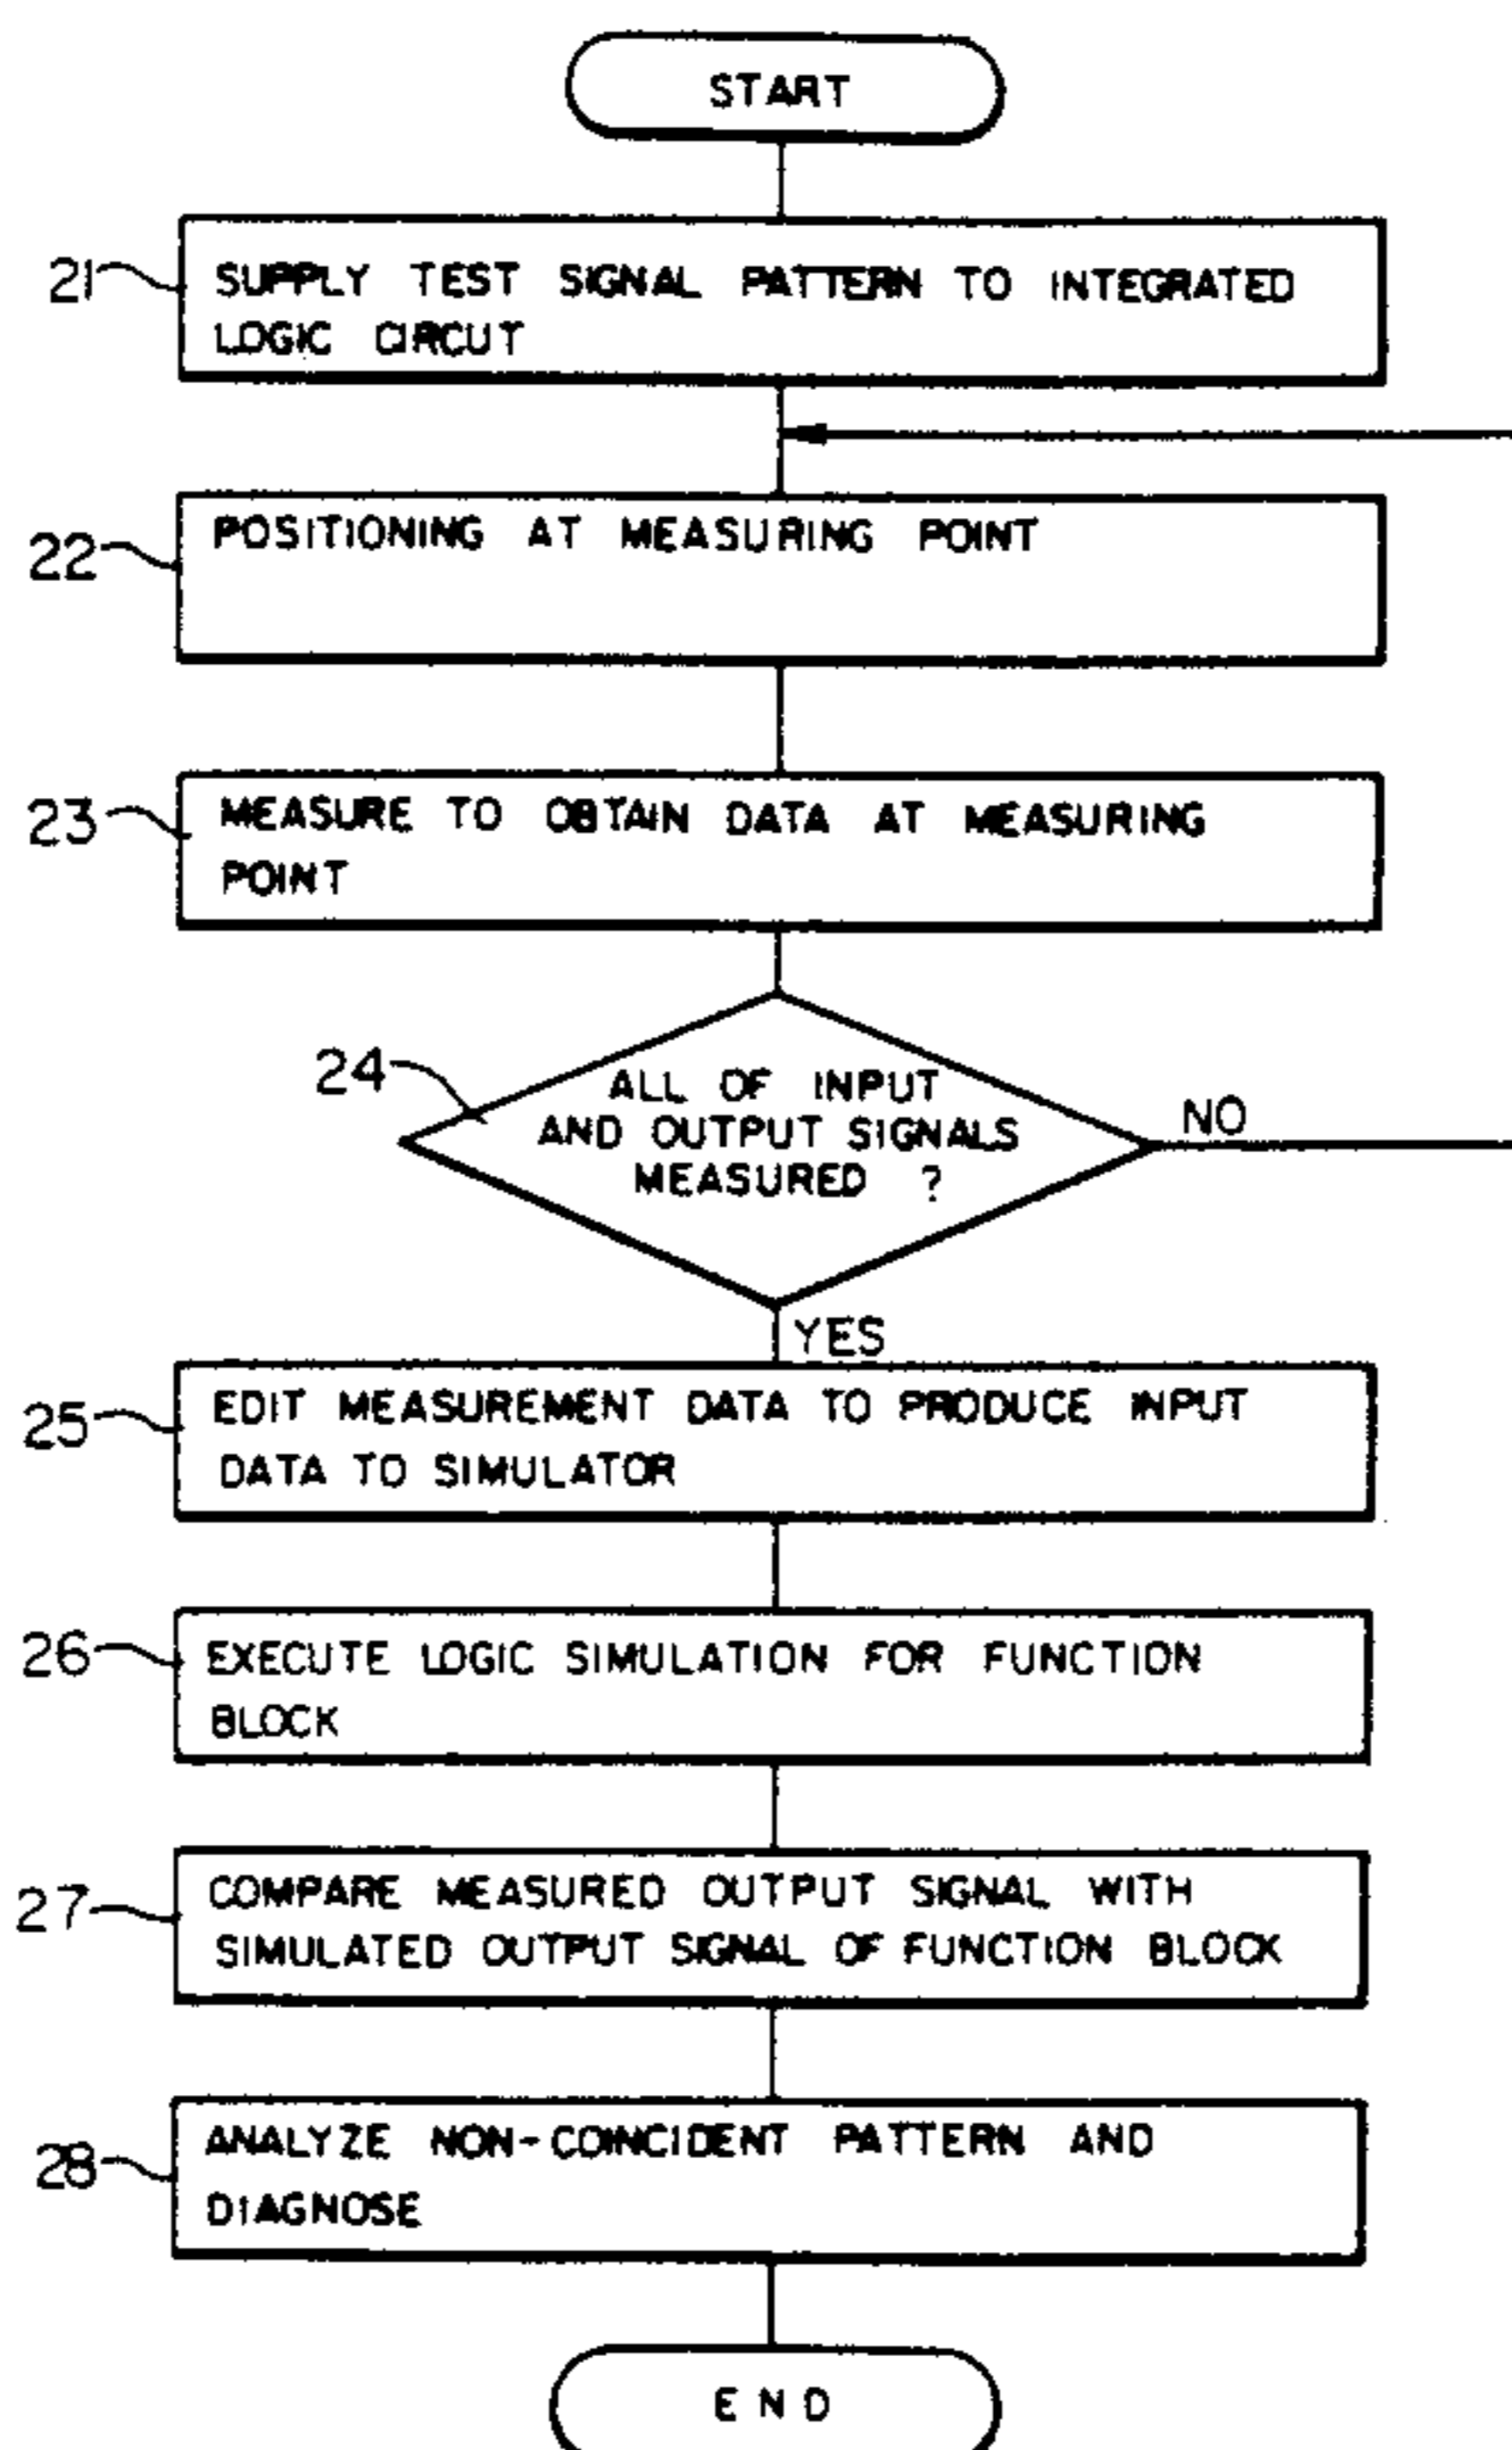 START
21
SUPPLY TEST SIGNAL PATTERN TO INTEGRATED
LOGIC CIRCUT
22
POSITIONING AT MEASURING POINT
23
MEASURE TO OBTAIN DATA AT MEASURING
POINT
24
ALL OF INPUT
AND OUTPUT SIGNALS
MEASURED ?
NO
YES
25
EDIT MEASUREMENT DATA TO PRODUCE INPUT
DATA TO SIMULATOR
26
EXECUTE LOGIC SIMULATION FOR FUNCTION
BLOCK
27
COMPARE MEASURED OUTPUT SIGNAL WITH
SIMULATED OUTPUT SIGNAL OF FUNCTION BLOCK
28
ANALYZE NON-COINCIDENT PATTERN AND
DIAGNOSE
END